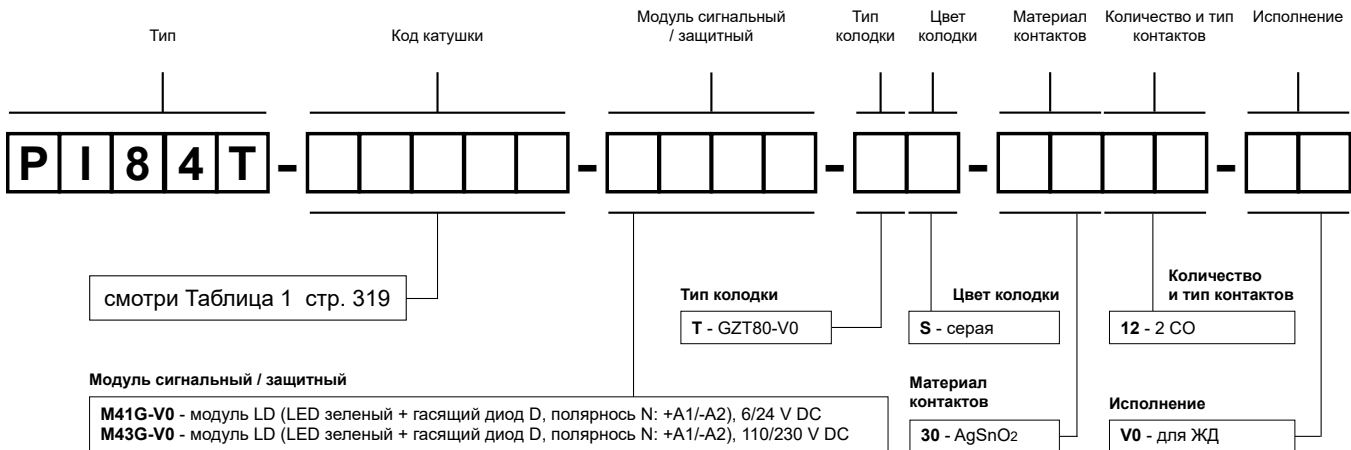 Тип
Код катушки
Модуль сигнальный
/ защитный
Тип
колодки
Цвет
колодки
Материал
контактов
Количество и тип
контактов
Исполнение
P I 8 4 T - - - - -
смотри Таблица 1 стр. 319
Тип колодки
T - GZT80-V0
Цвет колодки
S - серая
Количество
и тип контактов
12 - 2 CO
Модуль сигнальный / защитный
M41G-V0 - модуль LD (LED зеленый + гасящий диод D, полярнось N: +A1/-A2), 6/24 V DC
M43G-V0 - модуль LD (LED зеленый + гасящий диод D, полярнось N: +A1/-A2), 110/230 V DC
Материал
контактов
30 - AgSnO2
Исполнение
V0 - для ЖД